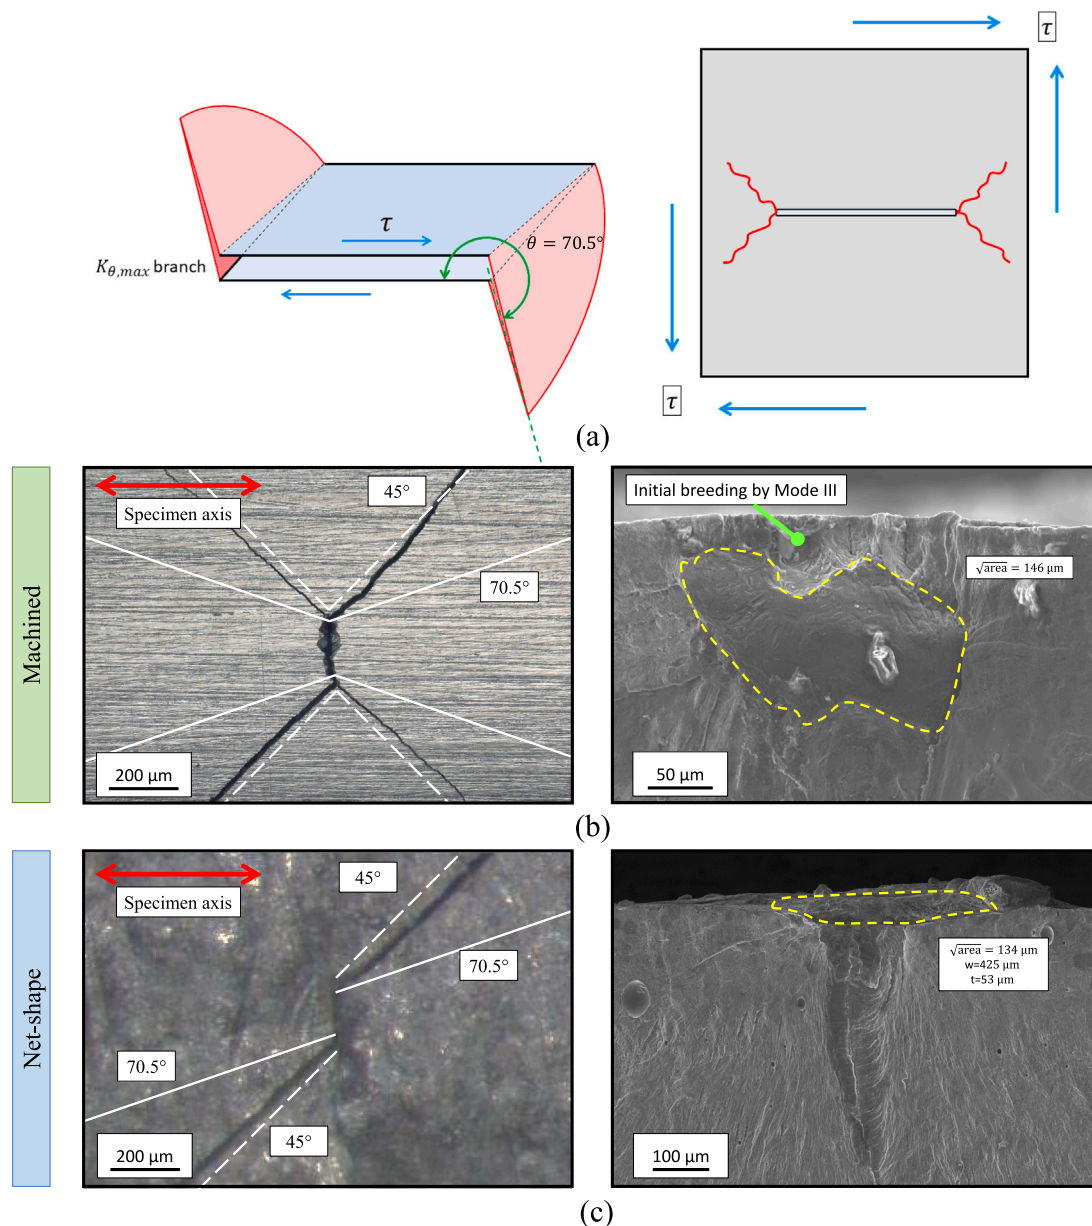 τ
τ
θ = 70.5°
K_{θ,max} branch
τ
(a)
Machined
45°
Specimen axis
70.5°
200 µm
Initial breeding by Mode III
√area = 146 µm
50 µm
(b)
Net-shape
45°
Specimen axis
70.5°
70.5°
45°
200 µm
√area = 134 µm
w=425 µm
t=53 µm
100 µm
(c)